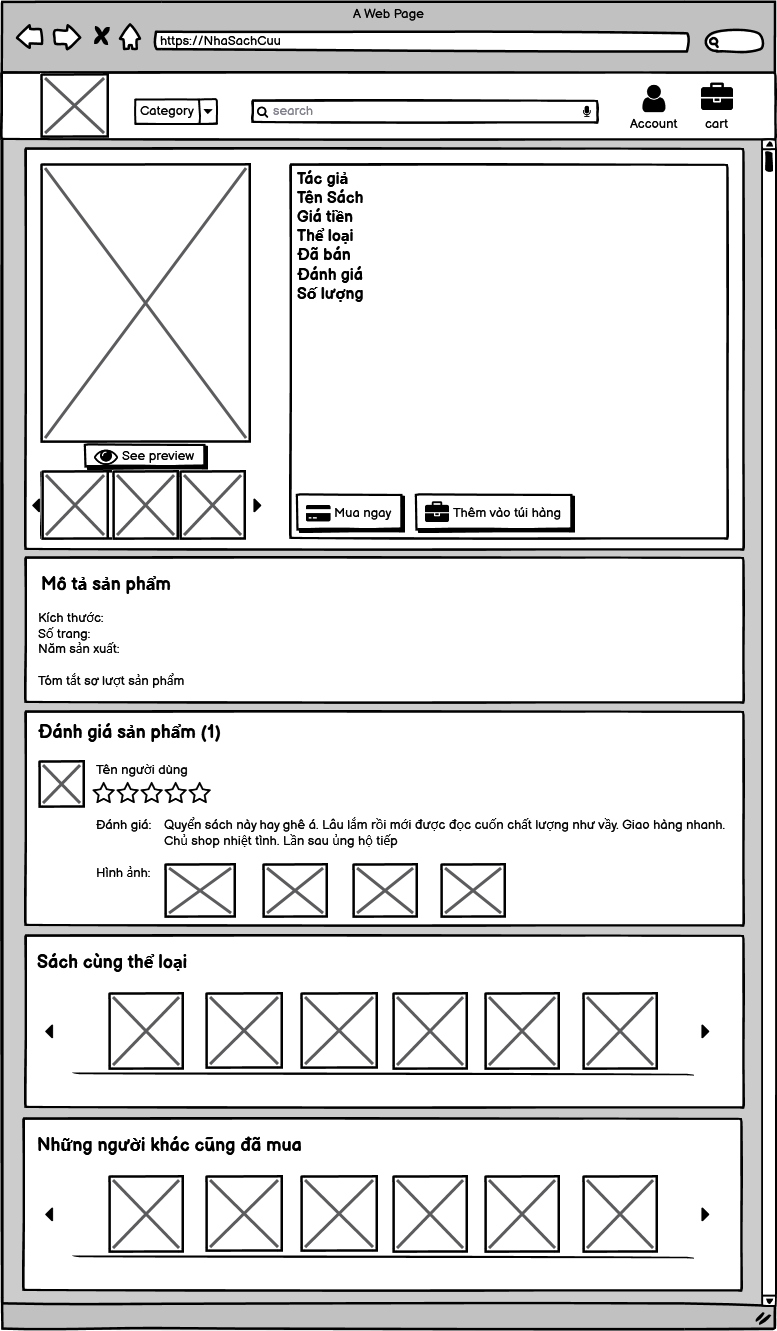 A Web Page
https://NhaSachCuu
Category
search
Account
cart
Tác giả
Tên Sách
Giá tiền
Thể loại
Đã bán
Đánh giá
Số lượng
See preview
Mua ngay
Thêm vào túi hàng
Mô tả sản phẩm
Kích thước:
Số trang:
Năm sản xuất:
Tóm tắt sơ lượt sản phẩm
Đánh giá sản phẩm (1)
Tên người dùng
Đánh giá: Quyển sách này hay ghê á. Lâu lắm rồi mới được đọc cuốn chất lượng như vầy. Giao hàng nhanh.
Chủ shop nhiệt tình. Lần sau ủng hộ tiếp
Hình ảnh:
Sách cùng thể loại
Những người khác cũng đã mua